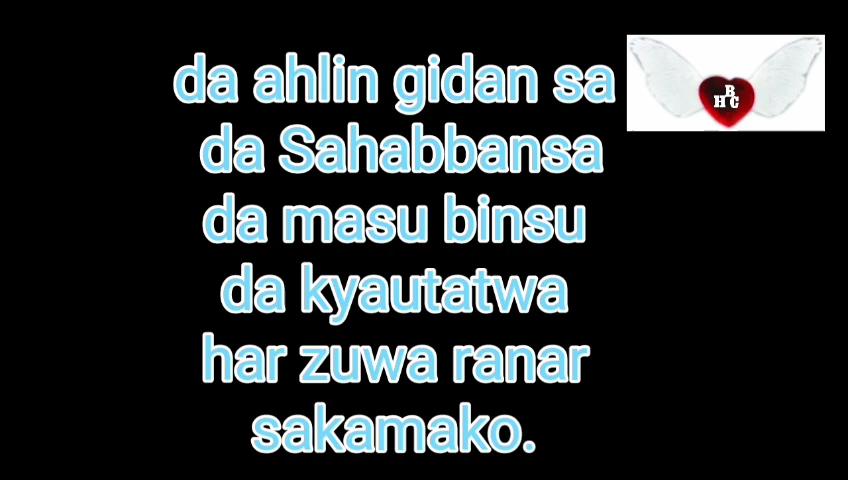 da ahlin gidan sa
da Sahabbansa
da masu binsu
da kyautatwa
har zuwa ranar
sakamako.
B
H C